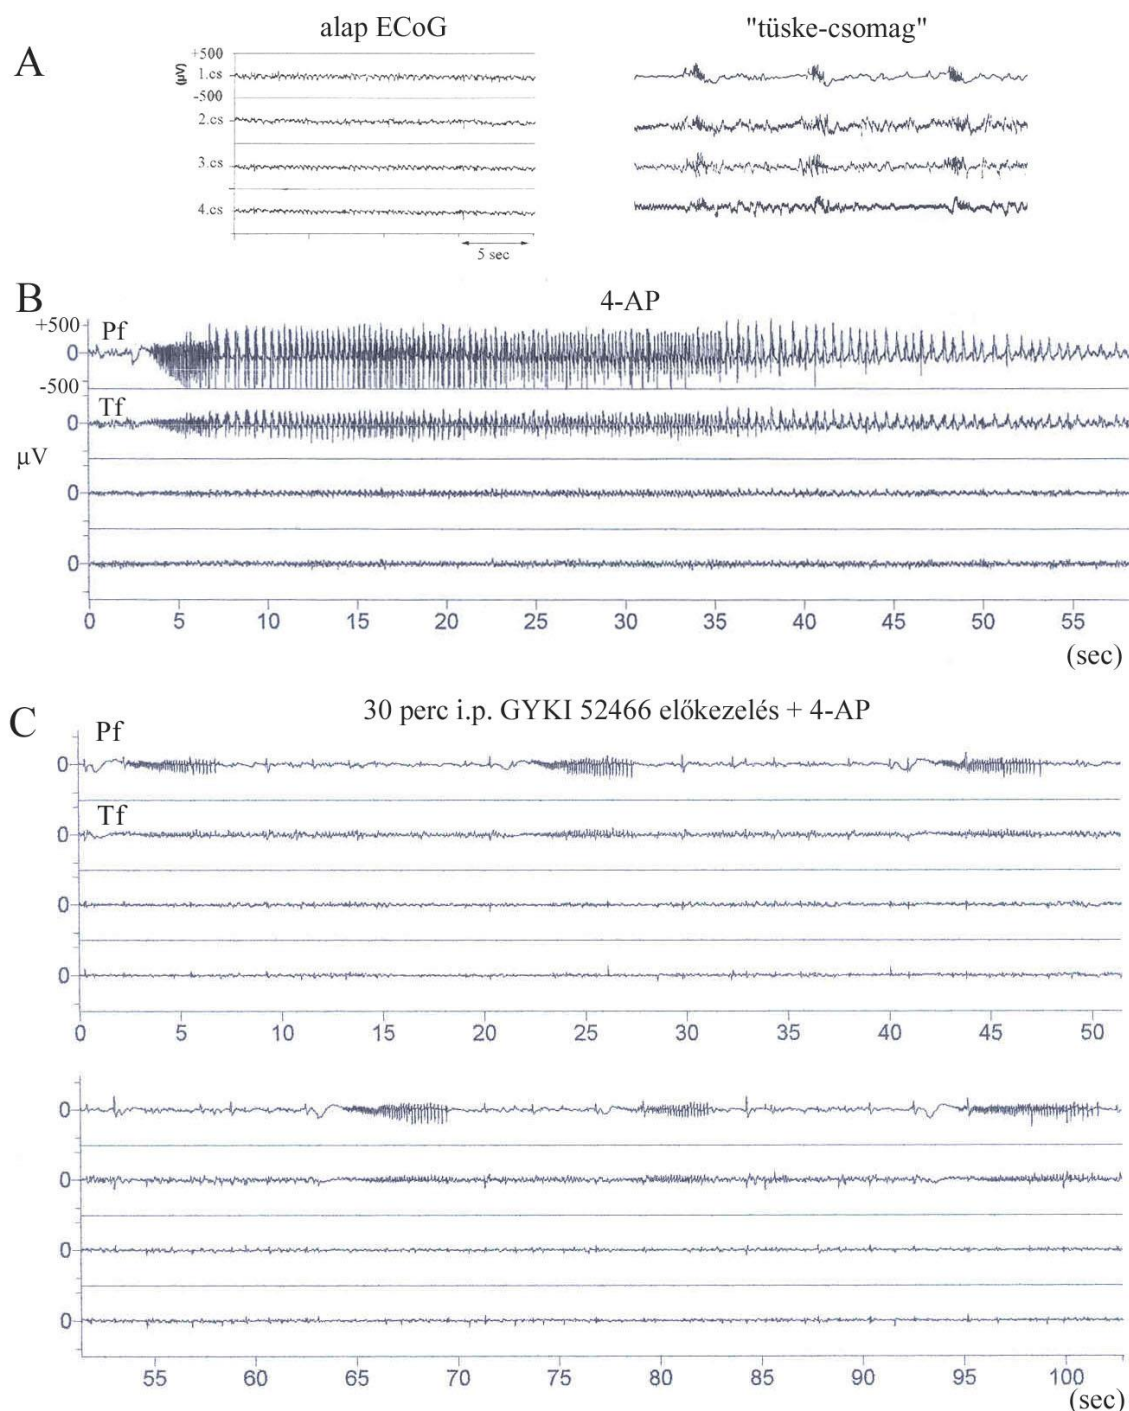 A
alap ECoG
"tüske-csomag"
(µV)
+500
1.cs
-500
2.cs
3.cs
4.cs
5 sec
B
4-AP
+500
Pf
0
-500
Tf
0
µV
0
0
0 5 10 15 20 25 30 35 40 45 50 55
(sec)
C
30 perc i.p. GYKI 52466 előkezelés + 4-AP
Pf
0
Tf
0
0
0
0 5 10 15 20 25 30 35 40 45 50
0
0
0
0
55 60 65 70 75 80 85 90 95 100
(sec)